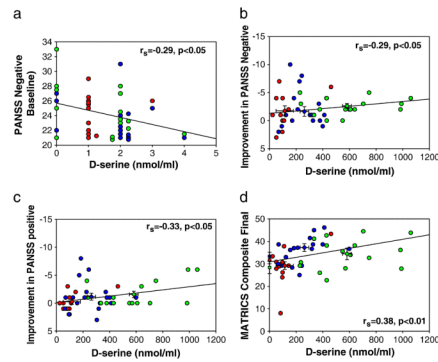 a
34
32
30
28
26
24
22
20
0 1 2 3 4 5
PANSS Negative
Baseline)
D-serine (nmol/ml)
rs=-0.29, p<0.05
b
-15
-10
-5
0
5
0 200 400 600 800 1000 1200
Improvement in PANSS Negative
D-serine (nmol/ml)
rs=-0.29, p<0.05
c
-15
-10
-5
0
5
0 200 400 600 800 1000 1200
Improvement in PANSS positive
D-serine (nmol/ml)
rs=-0.33, p<0.05
d
50
40
30
20
10
0
0 200 400 600 800 1000 1200
MATRICS Composite Final
D-serine (nmol/ml)
rs=0.38, p<0.01